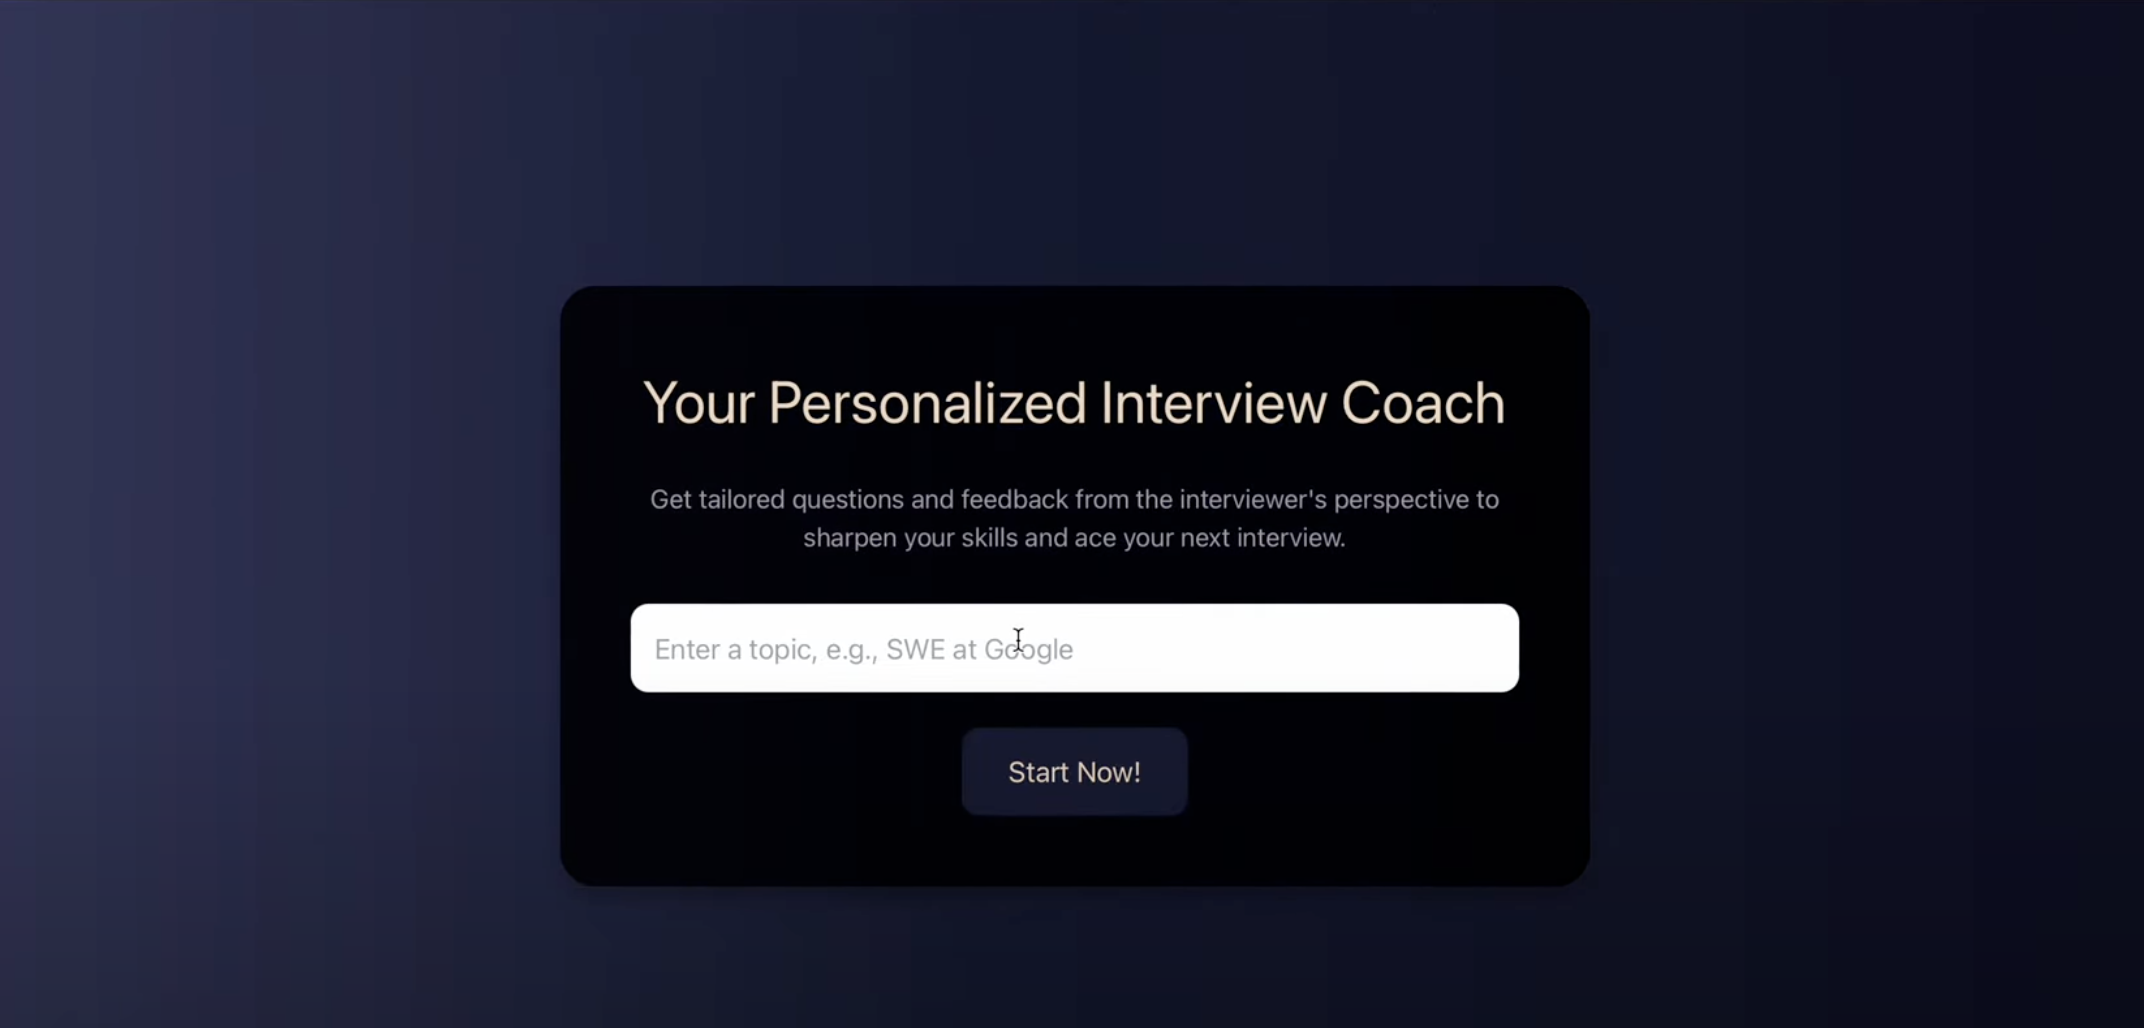 Your Personalized Interview Coach
Get tailored questions and feedback from the interviewer's perspective to
sharpen your skills and ace your next interview.
Enter a topic, e.g., SWE at Google
Start Now!